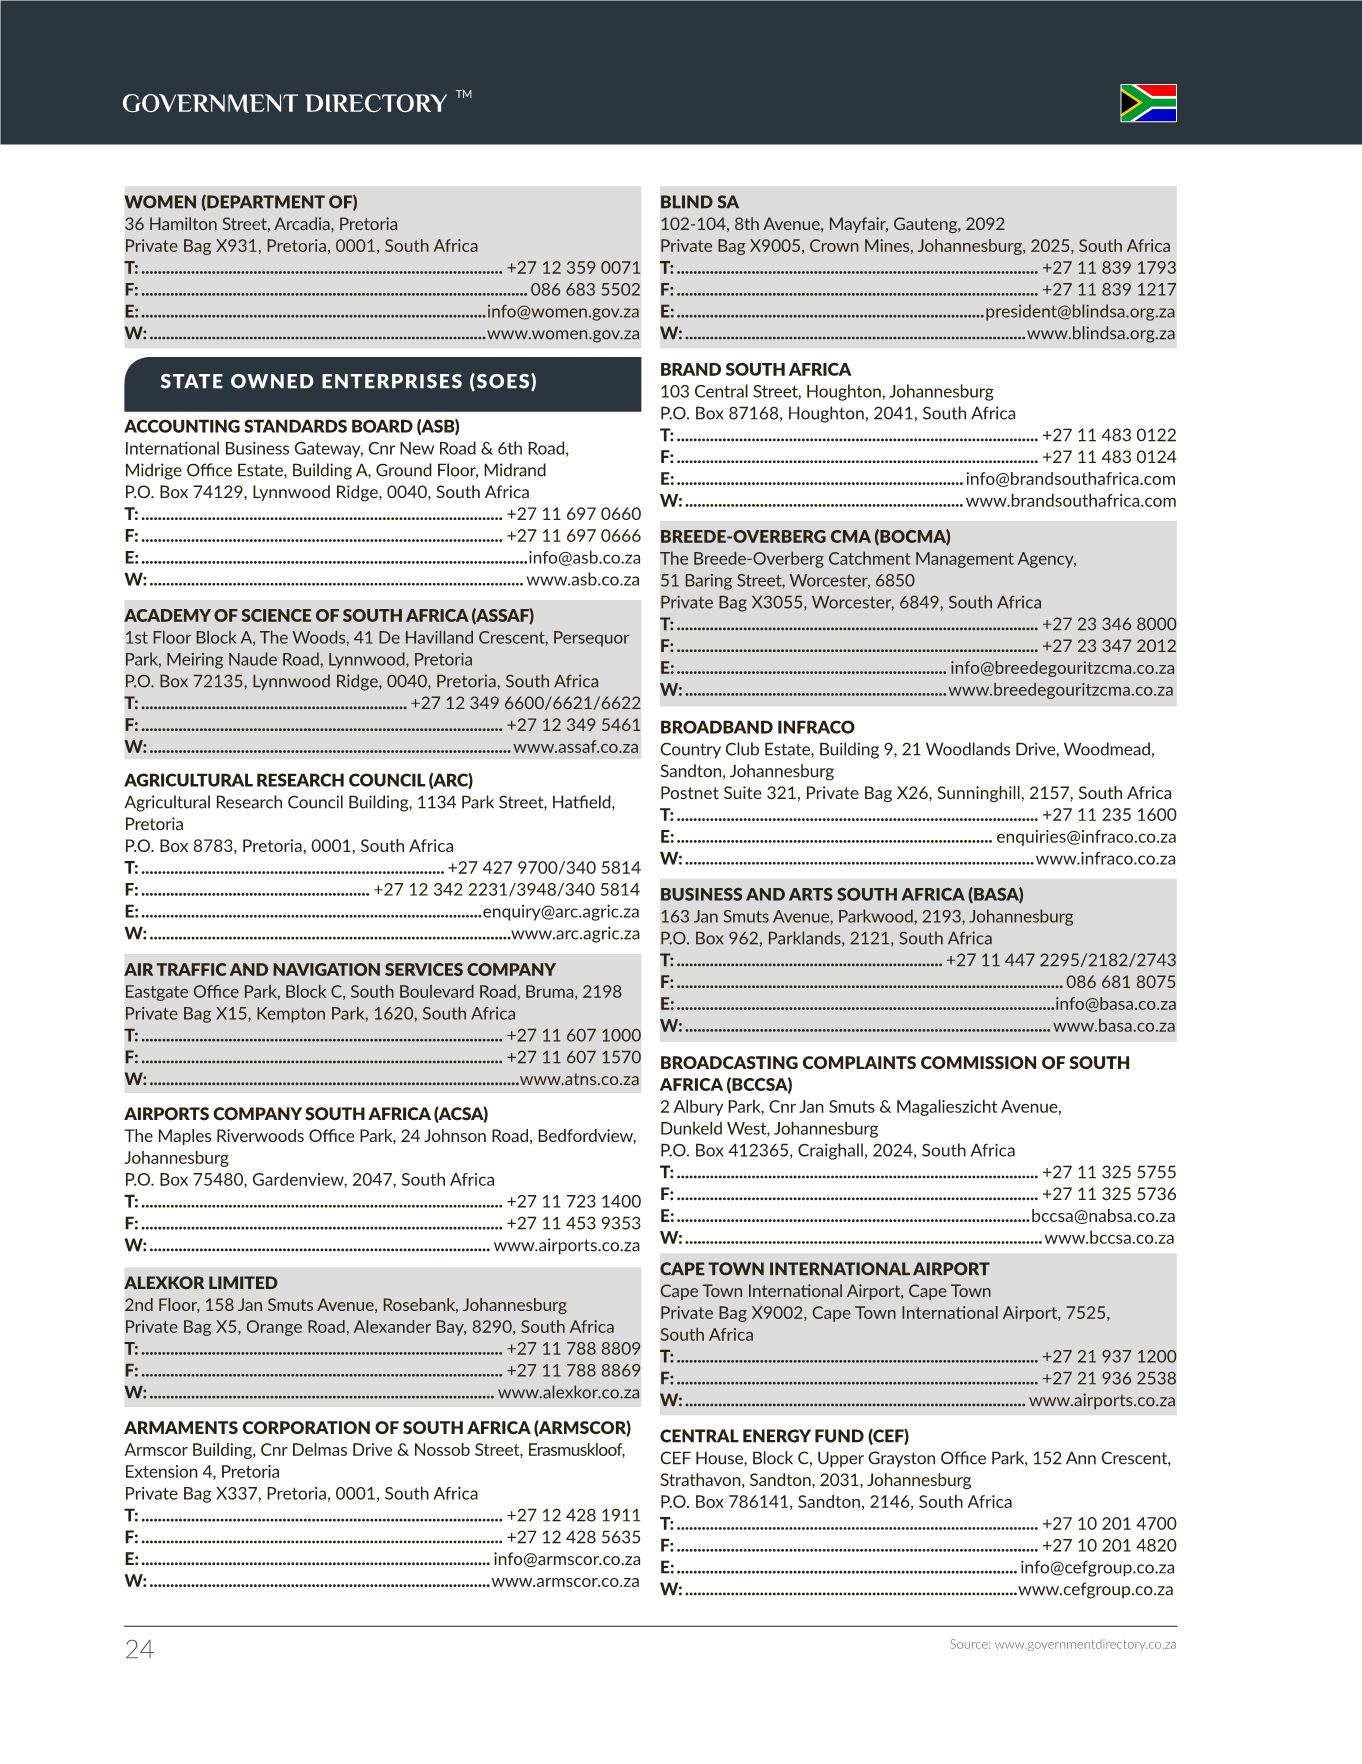 GOVERNMENT DIRECTORY ™
WOMEN (DEPARTMENT OF)
36 Hamilton Street, Arcadia, Pretoria
Private Bag X931, Pretoria, 0001, South Africa
T: +27 12 359 0071
F: 086 683 5502
E: info@women.gov.za
W: www.women.gov.za
STATE OWNED ENTERPRISES (SOES)
ACCOUNTING STANDARDS BOARD (ASB)
International Business Gateway, Cnr New Road & 6th Road,
Midrige Office Estate, Building A, Ground Floor, Midrand
P.O. Box 74129, Lynnwood Ridge, 0040, South Africa
T: +27 11 697 0660
F: +27 11 697 0666
E: info@asb.co.za
W: www.asb.co.za
ACADEMY OF SCIENCE OF SOUTH AFRICA (ASSAF)
1st Floor Block A, The Woods, 41 De Havilland Crescent, Persequor
Park, Meiring Naude Road, Lynnwood, Pretoria
P.O. Box 72135, Lynnwood Ridge, 0040, Pretoria, South Africa
T: +27 12 349 6600/6621/6622
F: +27 12 349 5461
W: www.assaf.co.za
AGRICULTURAL RESEARCH COUNCIL (ARC)
Agricultural Research Council Building, 1134 Park Street, Hatfield,
Pretoria
P.O. Box 8783, Pretoria, 0001, South Africa
T: +27 427 9700/340 5814
F: +27 12 342 2231/3948/340 5814
E: enquiry@arc.agric.za
W: www.arc.agric.za
AIR TRAFFIC AND NAVIGATION SERVICES COMPANY
Eastgate Office Park, Block C, South Boulevard Road, Bruma, 2198
Private Bag X15, Kempton Park, 1620, South Africa
T: +27 11 607 1000
F: +27 11 607 1570
W: www.atns.co.za
AIRPORTS COMPANY SOUTH AFRICA (ACSA)
The Maples Riverwoods Office Park, 24 Johnson Road, Bedfordview,
Johannesburg
P.O. Box 75480, Gardenview, 2047, South Africa
T: +27 11 723 1400
F: +27 11 453 9353
W: www.airports.co.za
ALEXKOR LIMITED
2nd Floor, 158 Jan Smuts Avenue, Rosebank, Johannesburg
Private Bag X5, Orange Road, Alexander Bay, 8290, South Africa
T: +27 11 788 8809
F: +27 11 788 8869
W: www.alexkor.co.za
ARMAMENTS CORPORATION OF SOUTH AFRICA (ARMSCOR)
Armscor Building, Cnr Delmas Drive & Nossob Street, Erasmuskloof,
Extension 4, Pretoria
Private Bag X337, Pretoria, 0001, South Africa
T: +27 12 428 1911
F: +27 12 428 5635
E: info@armscor.co.za
W: www.armscor.co.za
BLIND SA
102-104, 8th Avenue, Mayfair, Gauteng, 2092
Private Bag X9005, Crown Mines, Johannesburg, 2025, South Africa
T: +27 11 839 1793
F: +27 11 839 1217
E: president@blindsa.org.za
W: www.blindsa.org.za
BRAND SOUTH AFRICA
103 Central Street, Houghton, Johannesburg
P.O. Box 87168, Houghton, 2041, South Africa
T: +27 11 483 0122
F: +27 11 483 0124
E: info@brandsouthafrica.com
W: www.brandsouthafrica.com
BREEDE-OVERBERG CMA (BOCMA)
The Breede-Overberg Catchment Management Agency,
51 Baring Street, Worcester, 6850
Private Bag X3055, Worcester, 6849, South Africa
T: +27 23 346 8000
F: +27 23 347 2012
E: info@breedegouritzcma.co.za
W: www.breedegouritzcma.co.za
BROADBAND INFRACO
Country Club Estate, Building 9, 21 Woodlands Drive, Woodmead,
Sandton, Johannesburg
Postnet Suite 321, Private Bag X26, Sunninghill, 2157, South Africa
T: +27 11 235 1600
E: enquiries@infraco.co.za
W: www.infraco.co.za
BUSINESS AND ARTS SOUTH AFRICA (BASA)
163 Jan Smuts Avenue, Parkwood, 2193, Johannesburg
P.O. Box 962, Parklands, 2121, South Africa
T: +27 11 447 2295/2182/2743
F: 086 681 8075
E: info@basa.co.za
W: www.basa.co.za
BROADCASTING COMPLAINTS COMMISSION OF SOUTH
AFRICA (BCCSA)
2 Albury Park, Cnr Jan Smuts & Magalieszicht Avenue,
Dunkeld West, Johannesburg
P.O. Box 412365, Craighall, 2024, South Africa
T: +27 11 325 5755
F: +27 11 325 5736
E: bccsa@nabsa.co.za
W: www.bccsa.co.za
CAPE TOWN INTERNATIONAL AIRPORT
Cape Town International Airport, Cape Town
Private Bag X9002, Cape Town International Airport, 7525,
South Africa
T: +27 21 937 1200
F: +27 21 936 2538
W: www.airports.co.za
CENTRAL ENERGY FUND (CEF)
CEF House, Block C, Upper Grayston Office Park, 152 Ann Crescent,
Strathavon, Sandton, 2031, Johannesburg
P.O. Box 786141, Sandton, 2146, South Africa
T: +27 10 201 4700
F: +27 10 201 4820
E: info@cefgroup.co.za
W: www.cefgroup.co.za
24
Source: www.governmentdirectory.co.za